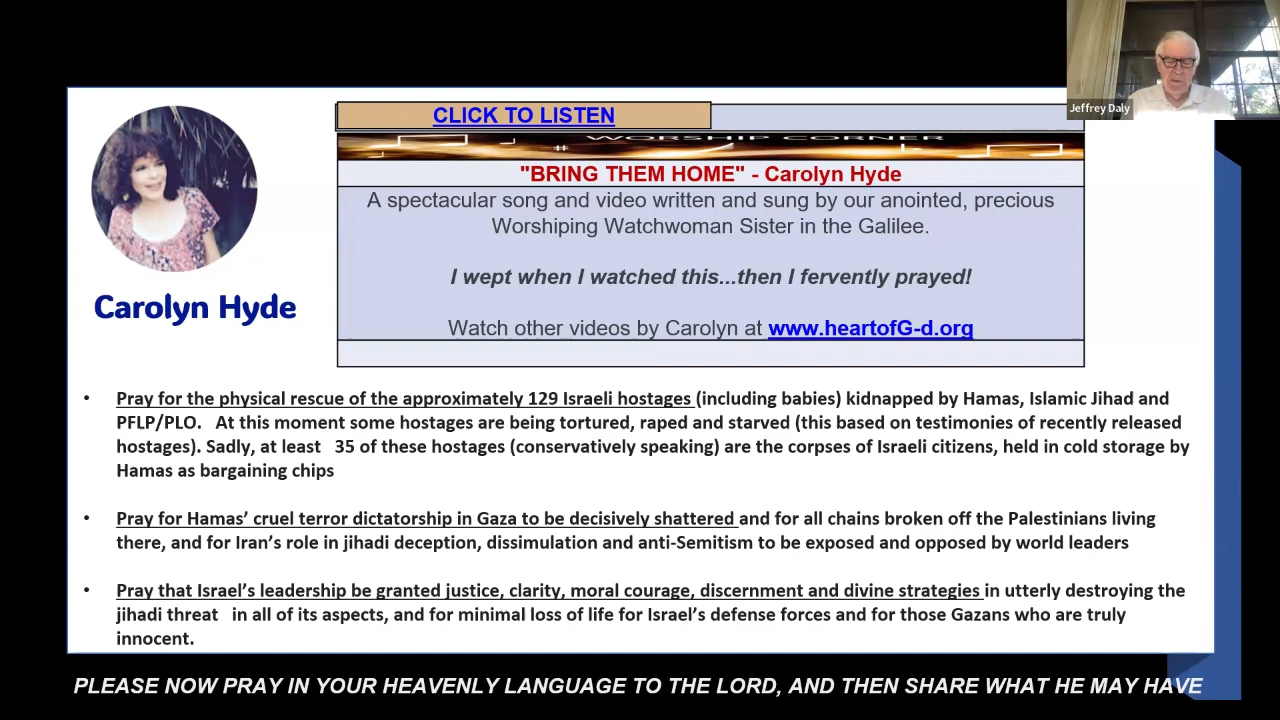 Jeffrey Daly
CLICK TO LISTEN
WORSHIP CORNER
"BRING THEM HOME" - Carolyn Hyde
A spectacular song and video written and sung by our anointed, precious
Worshiping Watchwoman Sister in the Galilee.
I wept when I watched this...then I fervently prayed!
Watch other videos by Carolyn at www.heartofG-d.org
Carolyn Hyde
• Pray for the physical rescue of the approximately 129 Israeli hostages (including babies) kidnapped by Hamas, Islamic Jihad and
PFLP/PLO. At this moment some hostages are being tortured, raped and starved (this based on testimonies of recently released
hostages). Sadly, at least 35 of these hostages (conservatively speaking) are the corpses of Israeli citizens, held in cold storage by
Hamas as bargaining chips
• Pray for Hamas’ cruel terror dictatorship in Gaza to be decisively shattered and for all chains broken off the Palestinians living
there, and for Iran’s role in jihadi deception, dissimulation and anti-Semitism to be exposed and opposed by world leaders
• Pray that Israel’s leadership be granted justice, clarity, moral courage, discernment and divine strategies in utterly destroying the
jihadi threat in all of its aspects, and for minimal loss of life for Israel’s defense forces and for those Gazans who are truly
innocent.
PLEASE NOW PRAY IN YOUR HEAVENLY LANGUAGE TO THE LORD, AND THEN SHARE WHAT HE MAY HAVE